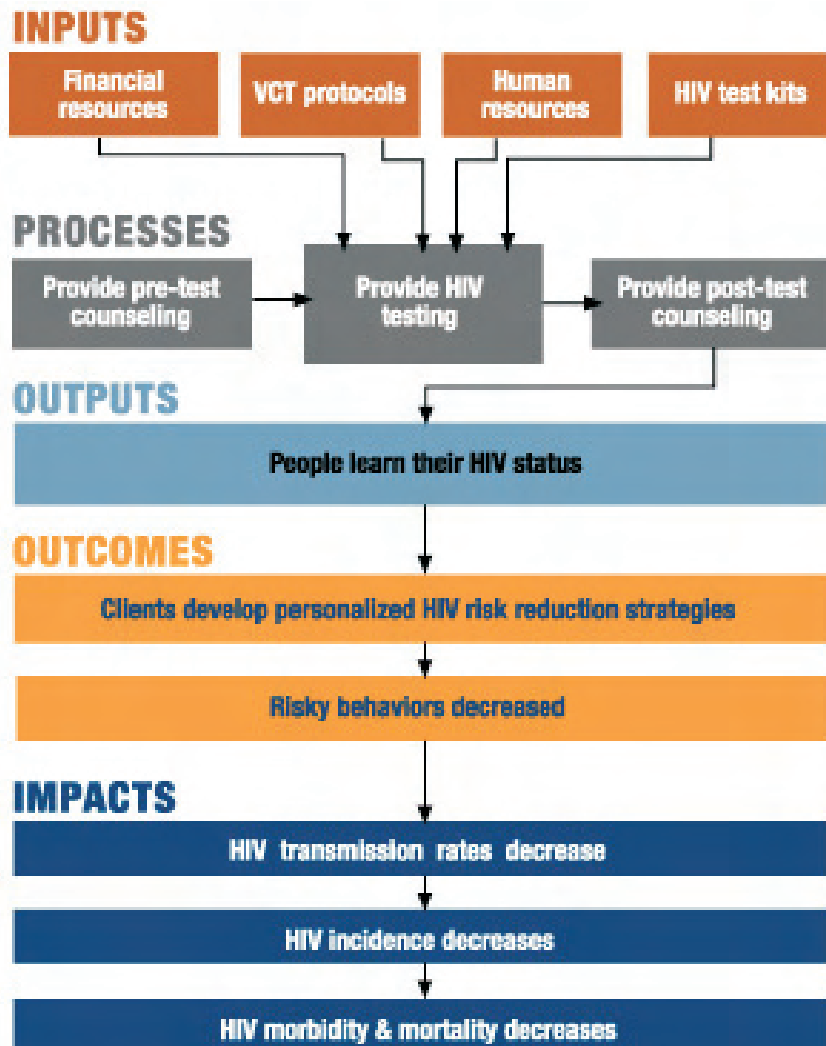 INPUTS
Financial
resources
VCT protocols
Human
resources
HIV test kits
PROCESSES
Provide pre-test
counseling
Provide HIV
testing
Provide post-test
counseling
OUTPUTS
People learn their HIV status
OUTCOMES
Clients develop personalized HIV risk reduction strategies
Risky behaviors decreased
IMPACTS
HIV transmission rates decrease
HIV incidence decreases
HIV morbidity & mortality decreases